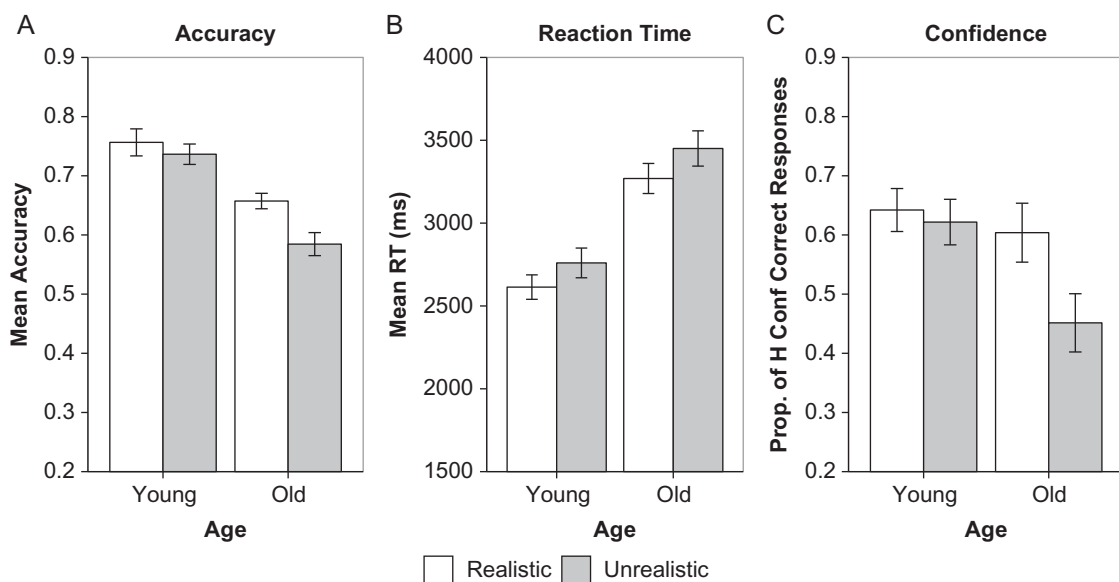 A
Accuracy
Mean Accuracy
0.9
0.8
0.7
0.6
0.5
0.4
0.3
0.2
Young Old
Age
B
Reaction Time
Mean RT (ms)
4000
3500
3000
2500
2000
1500
Young Old
Age
C
Confidence
Prop. of H Conf Correct Responses
0.9
0.8
0.7
0.6
0.5
0.4
0.3
0.2
Young Old
Age
Realistic Unrealistic